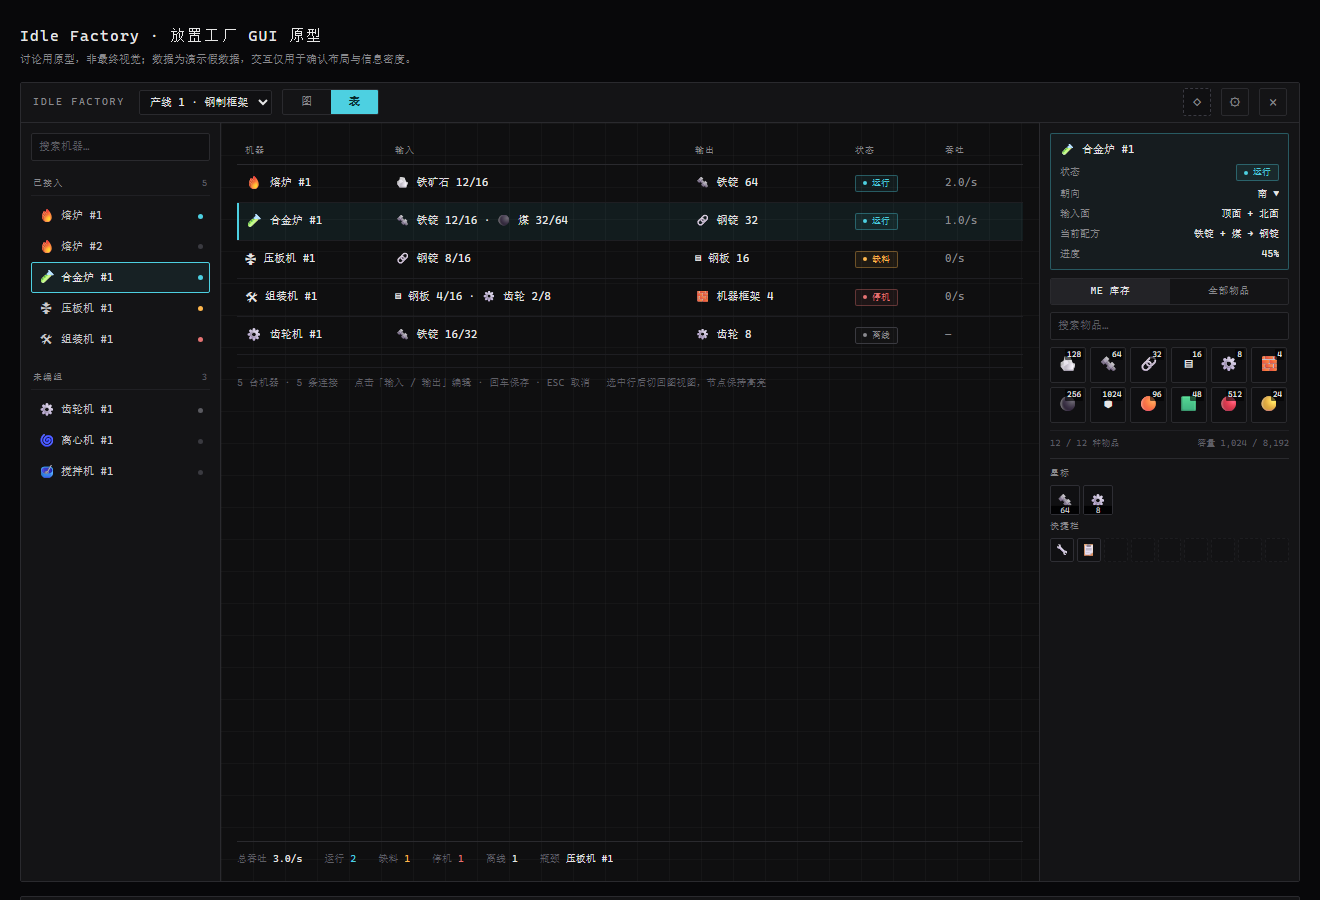 Idle Factory · 放置工厂 GUI 原型
讨论用原型, 非最终视觉; 数据为演示假数据, 交互仅用于确认布局与信息密度。
IDLE FACTORY 产线 1 · 钢制框架 图 表 ×
搜索机器…
已接入 5
熔炉 #1
熔炉 #2
合金炉 #1
压板机 #1
组装机 #1
未编组 3
齿轮机 #1
离心机 #1
搅拌机 #1
机器 输入 输出 状态 吞吐
熔炉 #1 铁矿石 12/16 铁锭 64 运行 2.0/s
合金炉 #1 铁锭 12/16 · 煤 32/64 钢锭 32 运行 1.0/s
压板机 #1 钢锭 8/16 钢板 16 缺料 0/s
组装机 #1 钢板 4/16 · 齿轮 2/8 机器框架 4 停机 0/s
齿轮机 #1 铁锭 16/32 齿轮 8 离线 —
5 台机器 · 5 条连接 点击「输入 / 输出」编辑 · 回车保存 · ESC 取消 选中行后切回图视图, 节点保持高亮
总吞吐 3.0/s 运行 2 缺料 1 停机 1 离线 1 瓶颈 压板机 #1
合金炉 #1
状态 运行
朝向 南 ▼
输入面 顶面 + 北面
当前配方 铁锭 + 煤 → 钢锭
进度 45%
ME 库存 全部物品
搜索物品…
128 64 32 16 8 4
256 1024 96 48 512 24
12 / 12 种物品 容量 1,024 / 8,192
星标
64 8
快捷栏